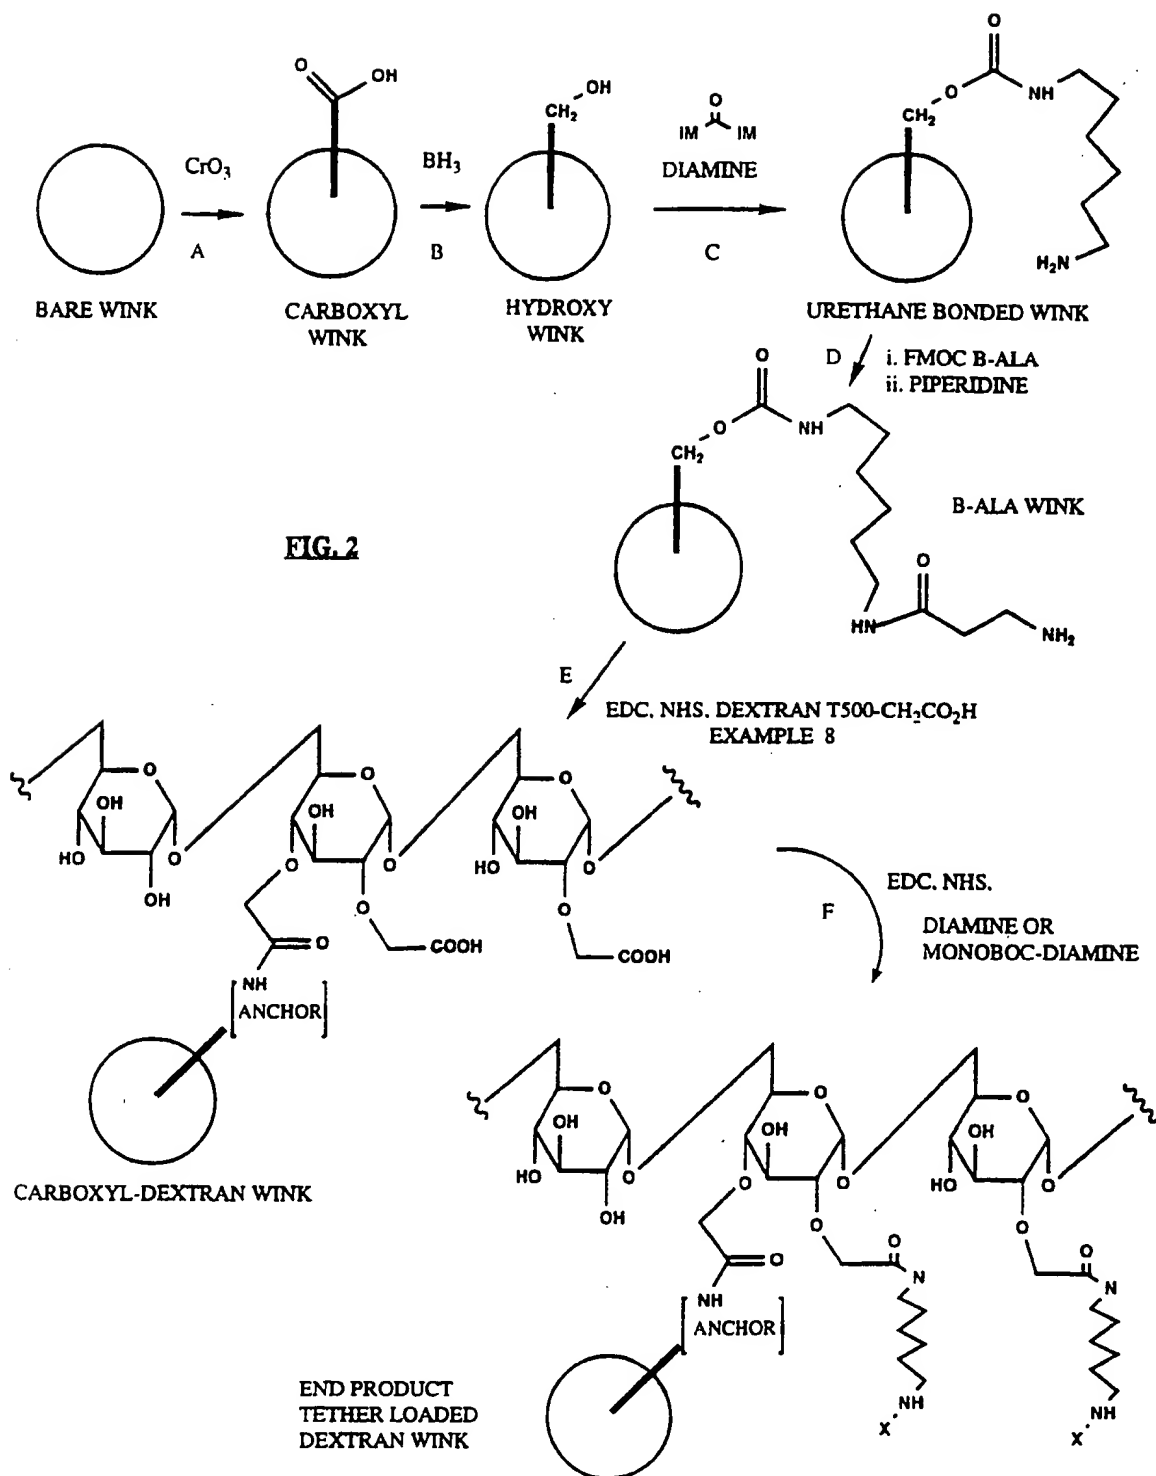 O
OH
CrO3
A
BARE WINK
CARBOXYL
WINK
BH3
B
OH
CH2
HYDROXY
WINK
O
IM IM
DIAMINE
C
O
O
NH
CH2
H2N
URETHANE BONDED WINK
D
i. FMOC B-ALA
ii. PIPERIDINE
O
O
NH
CH2
B-ALA WINK
O
HN
NH2
FIG. 2
E
EDC. NHS. DEXTRAN T500-CH2CO2H
EXAMPLE 8
O O O
OH OH OH
HO O O O HO O
OH O O
O COOH COOH
NH
[ANCHOR]
CARBOXYL-DEXTRAN WINK
EDC. NHS.
F
DIAMINE OR
MONOBOC-DIAMINE
O O O
OH OH OH
HO O O O HO O
OH O O
O O O
NH N N
[ANCHOR]
NH NH
X X
END PRODUCT
TETHER LOADED
DEXTRAN WINK